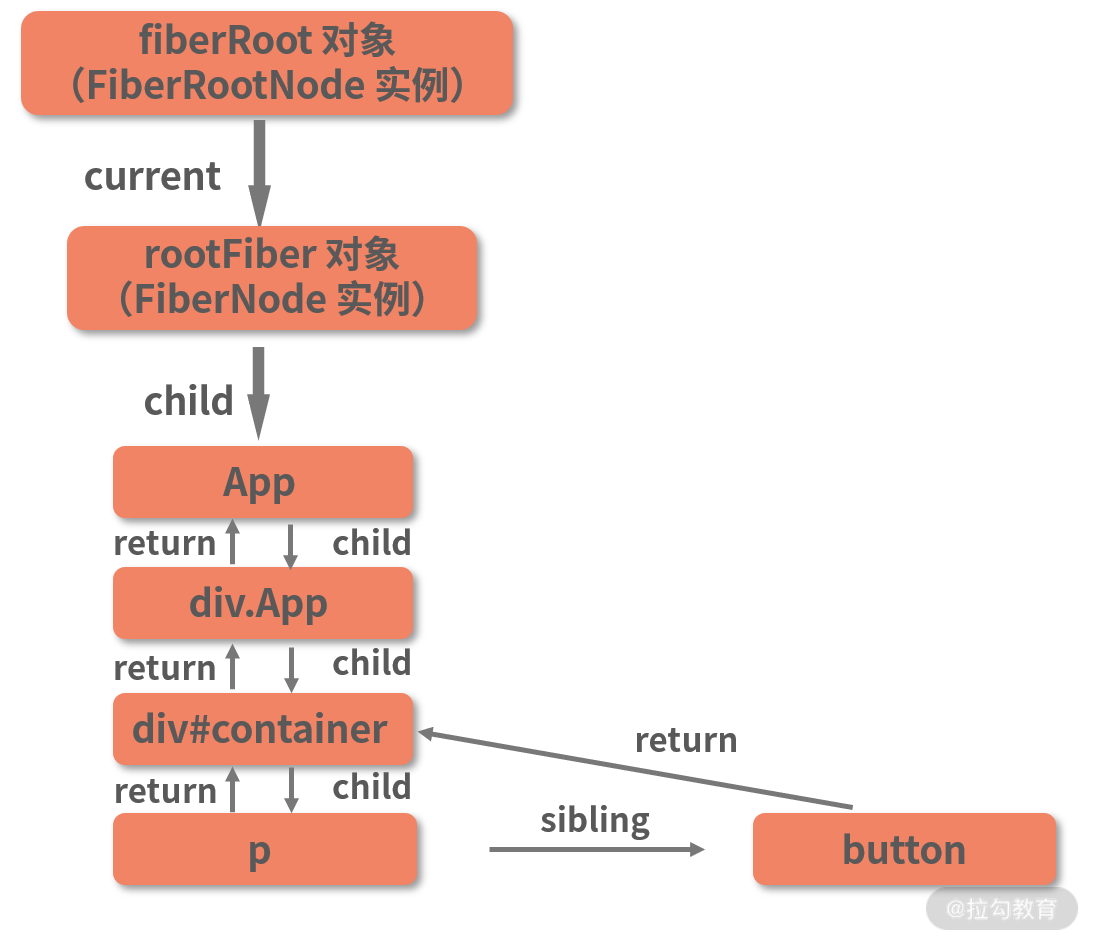 fiberRoot 对象
（FiberRootNode 实例）
current
rootFiber 对象
（FiberNode 实例）
child
App
return
child
div.App
return
child
div#container
return
return
child
sibling
p
button
@拉勾教育